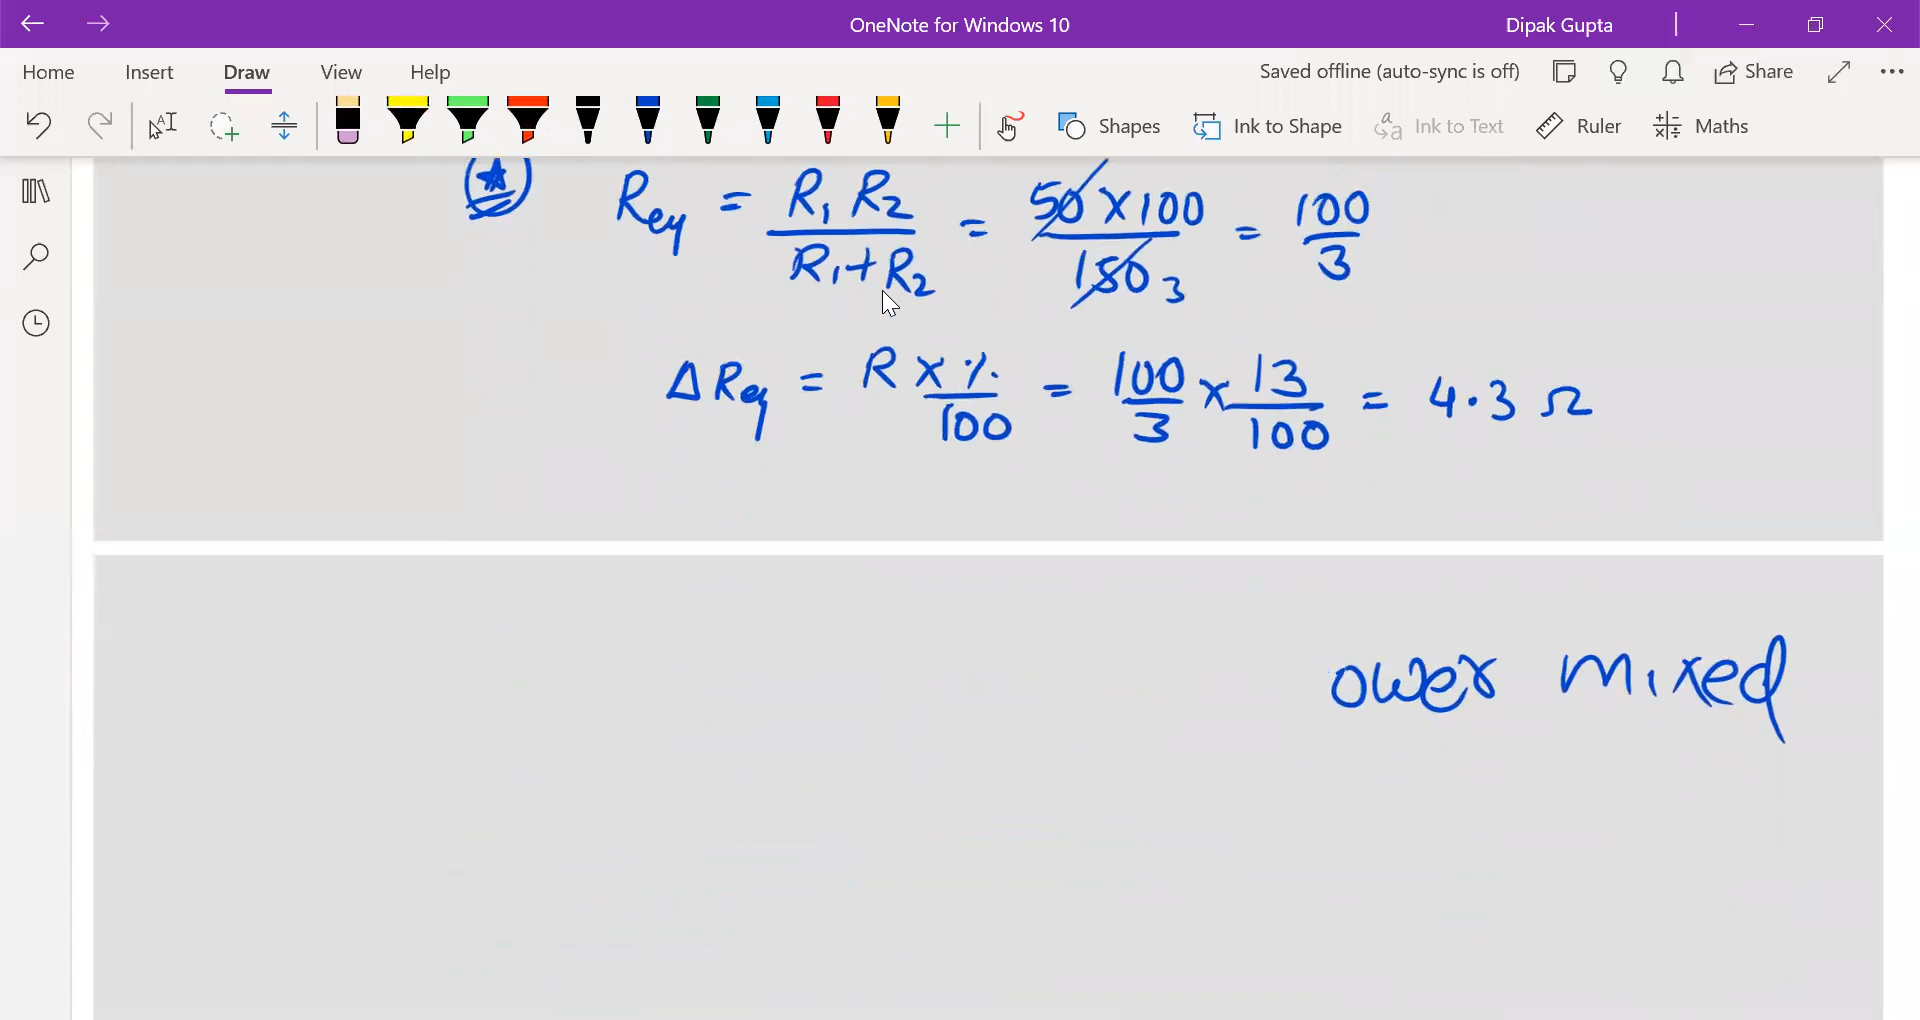 OneNote for Windows 10 Dipak Gupta
Home Insert Draw View Help Saved offline (auto-sync is off) Share
Shapes Ink to Shape Ink to Text Ruler Maths
Req = R1 R2 / R1+R2 = 50 x 100 / 150 3 = 100 / 3
Δ Req = R x % / 100 = 100 / 3 x 13 / 100 = 4.3 Ω
ower mixed